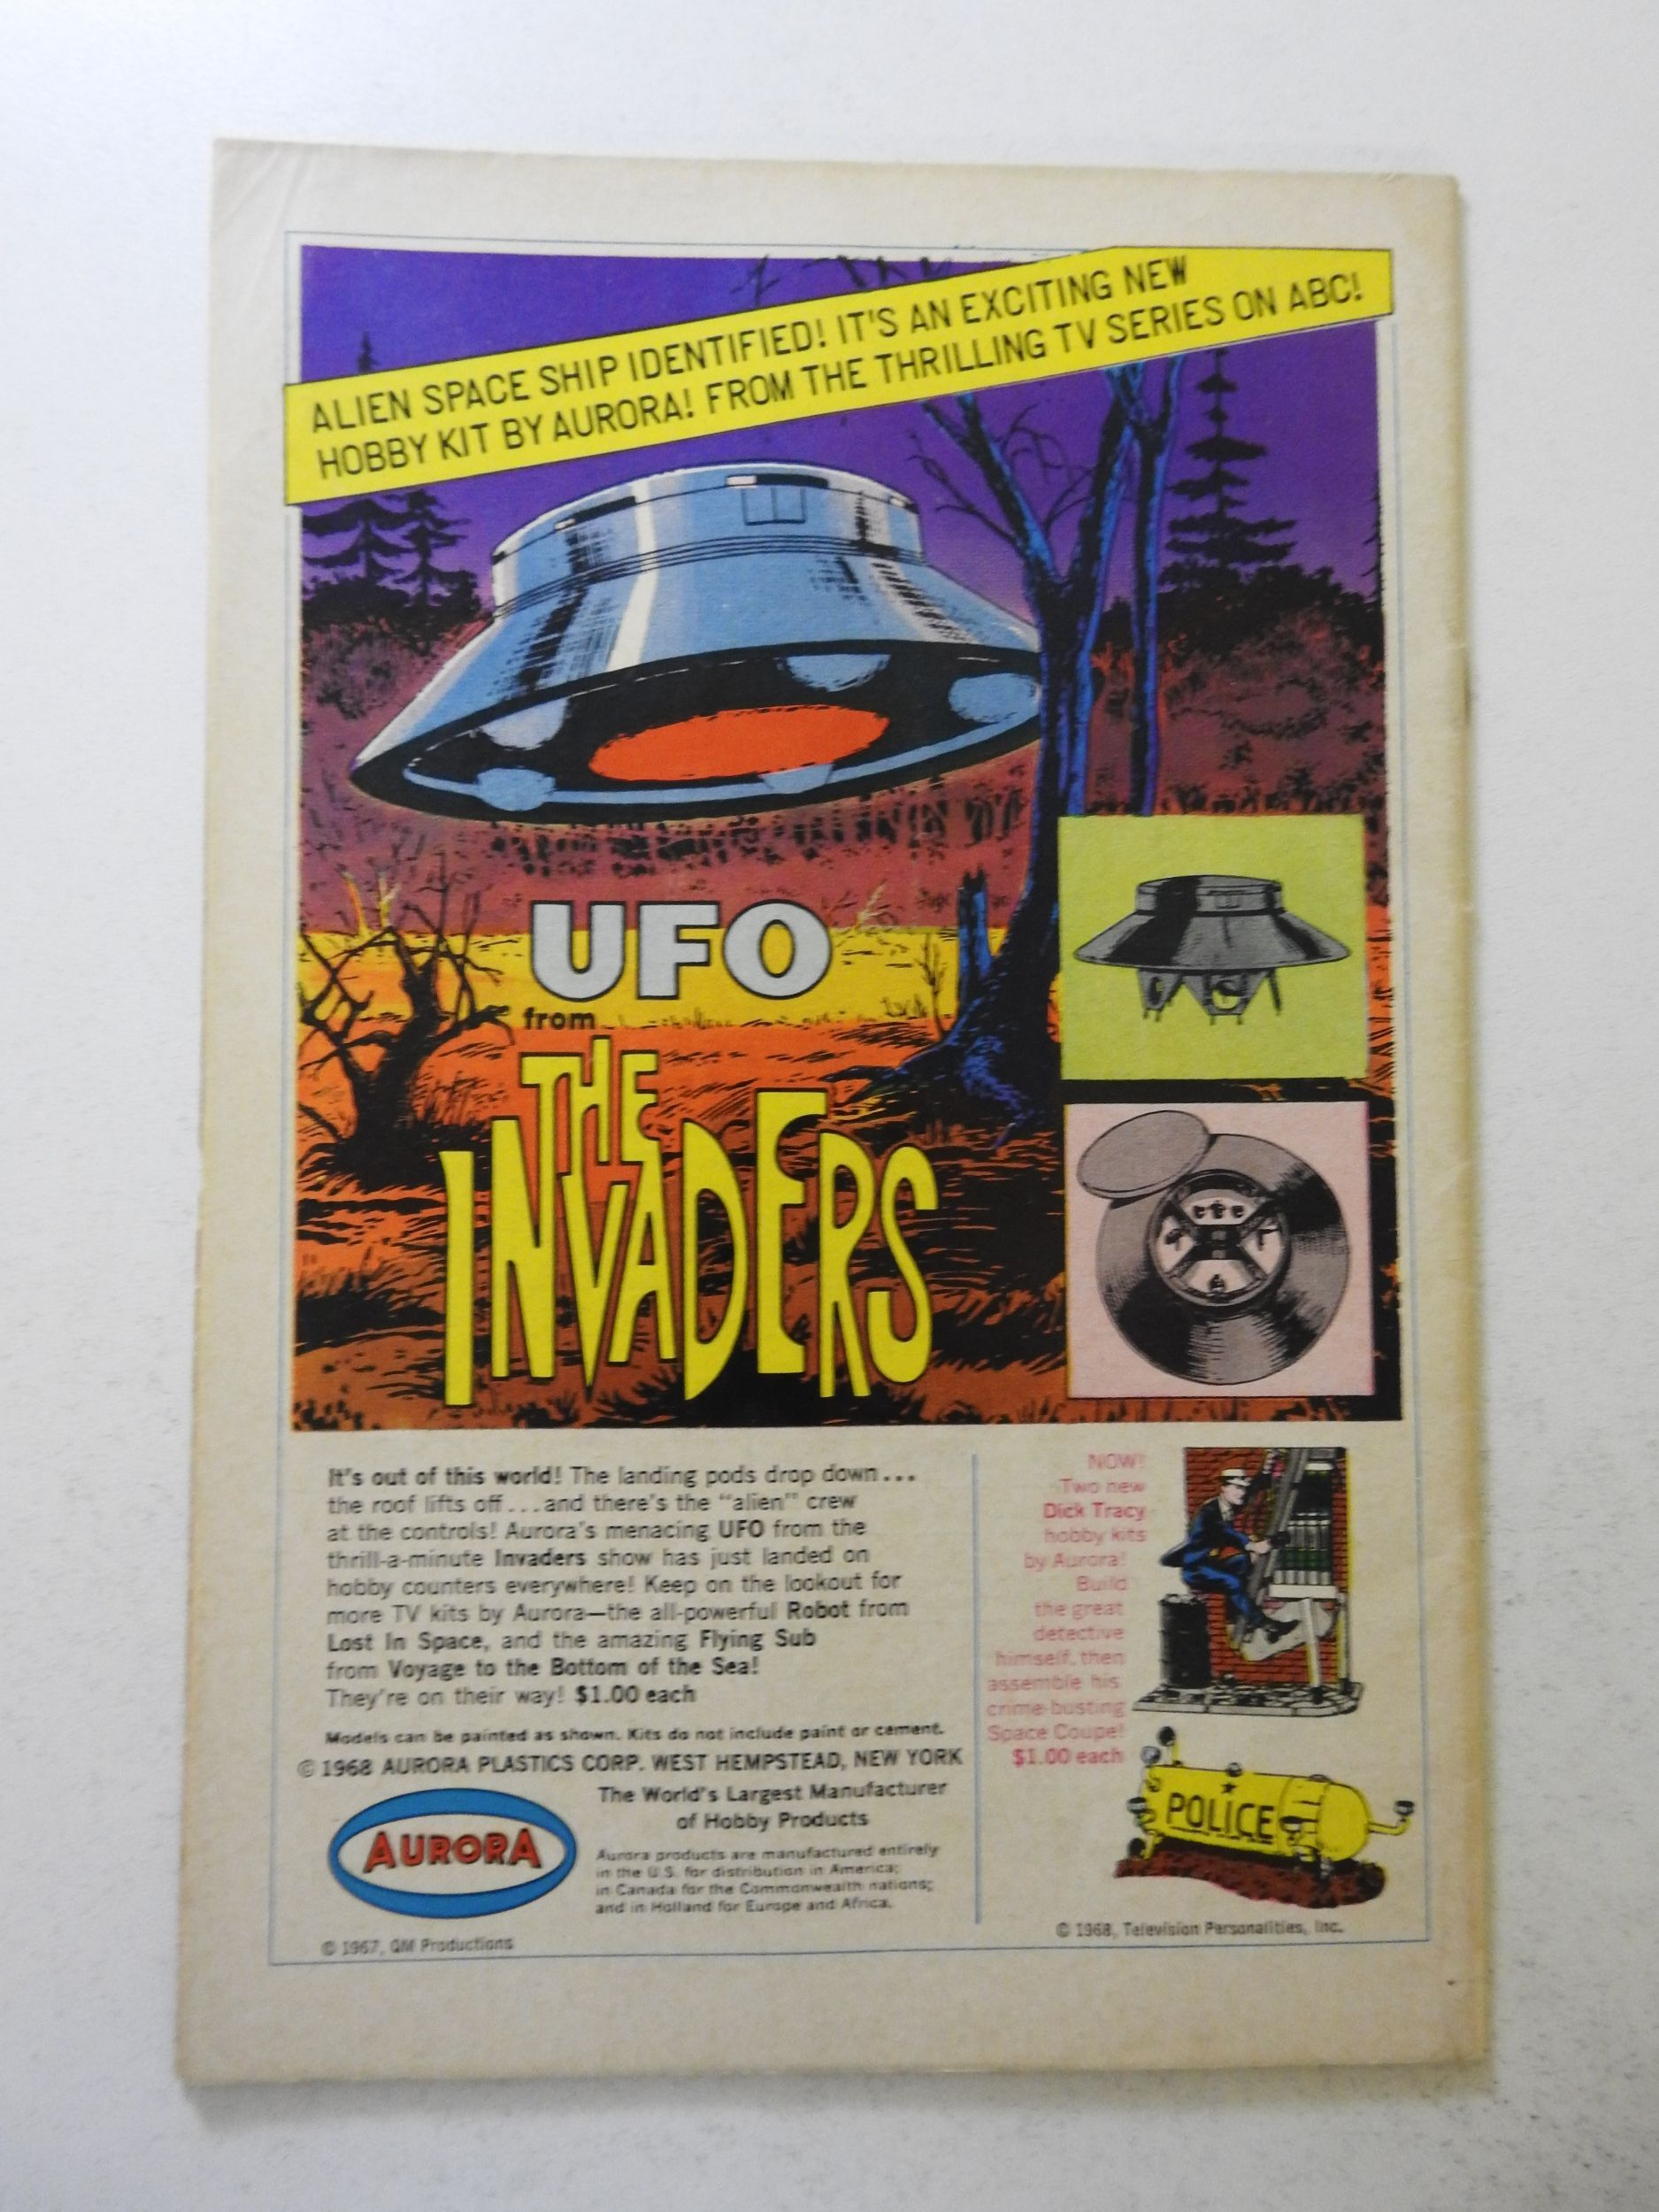 ALIEN SPACE SHIP IDENTIFIED! IT'S AN EXCITING NEW
HOBBY KIT BY AURORA! FROM THE THRILLING TV SERIES ON ABC!
UFO
from
THE
INVADERS
It's out of this world! The landing pods drop down...
the roof lifts off...and there's the "alien" crew
at the controls! Aurora's menacing UFO from the
thrill-a-minute Invaders show has just landed on
hobby counters everywhere! Keep on the lookout for
more TV kits by Aurora—the all-powerful Robot from
Lost In Space, and the amazing Flying Sub
from Voyage to the Bottom of the Sea!
They're on their way! $1.00 each
Models can be painted as shown. Kits do not include paint or cement.
© 1968 AURORA PLASTICS CORP. WEST HEMPSTEAD, NEW YORK
AURORA
The World's Largest Manufacturer
of Hobby Products
Aurora products are manufactured entirely
in the U.S. for distribution in America;
in Canada for the Commonwealth nations;
and in Holland for Europe and Africa.
© 1967, QM Productions
NOW!
Two new
Dick Tracy
hobby kits
by Aurora!
Build
the great
detective
himself, then
assemble his
crime-busting
Space Coupe!
$1.00 each
POLICE
© 1968, Television Personalities, Inc.